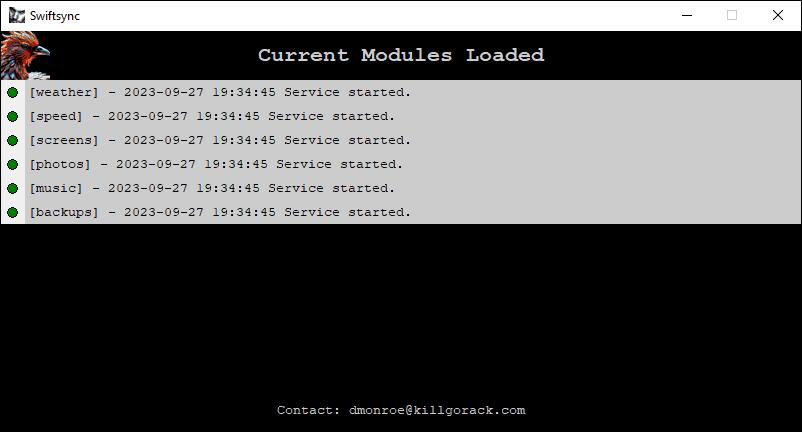 Swiftsync
Current Modules Loaded
[weather] - 2023-09-27 19:34:45 Service started.
[speed] - 2023-09-27 19:34:45 Service started.
[screens] - 2023-09-27 19:34:45 Service started.
[photos] - 2023-09-27 19:34:45 Service started.
[music] - 2023-09-27 19:34:45 Service started.
[backups] - 2023-09-27 19:34:45 Service started.
Contact: dmonroe@killgorack.com